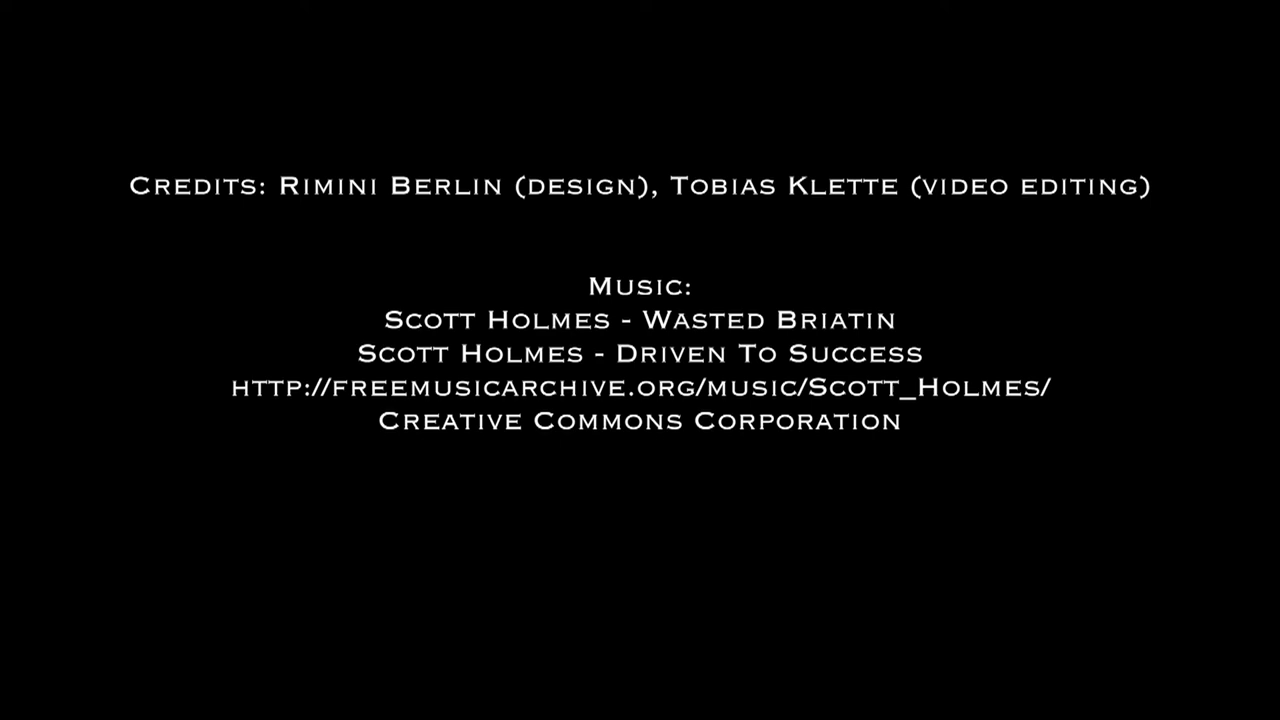 Credits: Rimini Berlin (design), Tobias Klette (video editing)
Music:
Scott Holmes - Wasted Briatin
Scott Holmes - Driven To Success
http://freemusicarchive.org/music/Scott_Holmes/
Creative Commons Corporation